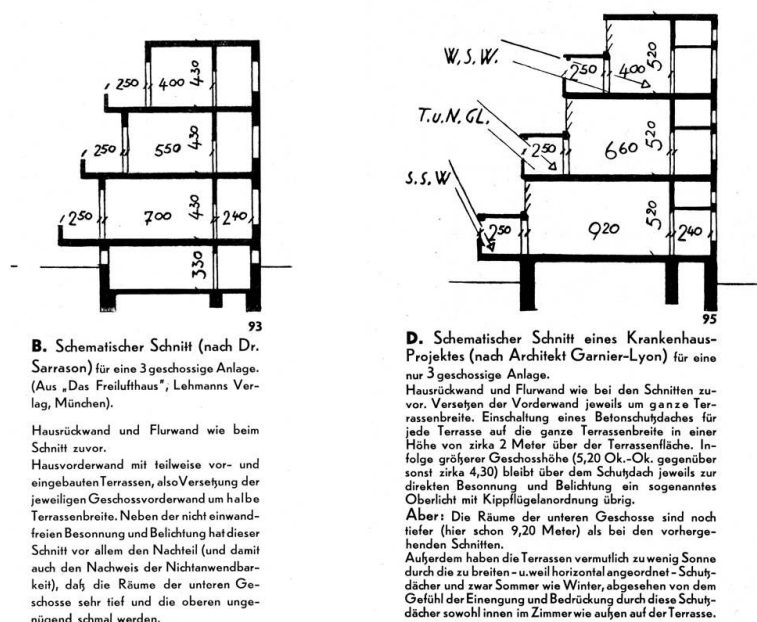 250
400
430
250
550
430
250
700
430
240
330
93
B. Schematischer Schnitt (nach Dr.
Sarrason) für eine 3 geschossige Anlage.
(Aus „Das Freilufthaus", Lehmanns Ver-
lag, München).
Hausrückwand und Flurwand wie beim
Schnitt zuvor.
Hausvorderwand mit teilweise vor- und
eingebauten Terrassen, also Versetzung der
jeweiligen Geschossvorderwand um halbe
Terrassenbreite. Neben der nicht einwand-
freien Besonnung und Belichtung hat dieser
Schnitt vor allem den Nachteil (und damit
auch den Nachweis der Nichtanwendbar-
keit), daß die Räume der unteren Ge-
schosse sehr tief und die oberen unge-
nügend schmal werden.
W.S.W.
250
400
520
T.u.N.GL.
250
660
520
S.S.W
250
920
520
240
95
D. Schematischer Schnitt eines Krankenhaus-
Projektes (nach Architekt Garnier-Lyon) für eine
nur 3 geschossige Anlage.
Hausrückwand und Flurwand wie bei den Schnitten zu-
vor. Versetzen der Vorderwand jeweils um ganze Ter-
rassenbreite. Einschaltung eines Betonschutzdaches für
jede Terrasse auf die ganze Terrassenbreite in einer
Höhe von zirka 2 Meter über der Terrassenfläche. In-
folge größerer Geschosshöhe (5,20 Ok.-Ok. gegenüber
sonst zirka 4,30) bleibt über dem Schutzdach jeweils zur
direkten Besonnung und Belichtung ein sogenanntes
Oberlicht mit Kippflügelanordnung übrig.
Aber: Die Räume der unteren Geschosse sind noch
tiefer (hier schon 9,20 Meter) als bei den vorherge-
henden Schnitten.
Außerdem haben die Terrassen vermutlich zu wenig Sonne
durch die zu breiten - u. weil horizontal angeordnet - Schutz-
dächer und zwar Sommer wie Winter, abgesehen von dem
Gefühl der Einengung und Bedrückung durch diese Schutz-
dächer sowohl innen im Zimmer wie außen auf der Terrasse.